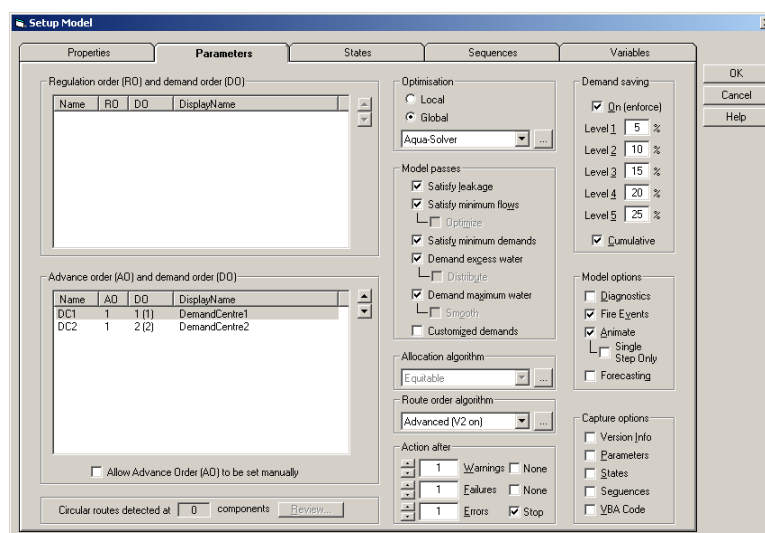 Setup Model
Properties
Parameters
States
Sequences
Variables
OK
Cancel
Help
Regulation order (RO) and demand order (DO)
Name RO DO DisplayName
Advance order (AO) and demand order (DO)
Name AO DO DisplayName
DC1 1 1 (1) DemandCentre1
DC2 1 2 (2) DemandCentre2
Allow Advance Order (AO) to be set manually
Circular routes detected at 0 components Review...
Optimisation
Local
Global
Aqua-Solver ...
Model passes
Satisfy leakage
Satisfy minimum flows
Optimize
Satisfy minimum demands
Demand excess water
Distribute
Demand maximum water
Smooth
Customized demands
Allocation algorithm
Equitable ...
Route order algorithm
Advanced (V2 on) ...
Action after
1 Warnings None
1 Failures None
1 Errors Stop
Demand saving
On (enforce)
Level 1 5 %
Level 2 10 %
Level 3 15 %
Level 4 20 %
Level 5 25 %
Cumulative
Model options
Diagnostics
Fire Events
Animate
Single
Step Only
Forecasting
Capture options
Version Info
Parameters
States
Sequences
VBA Code